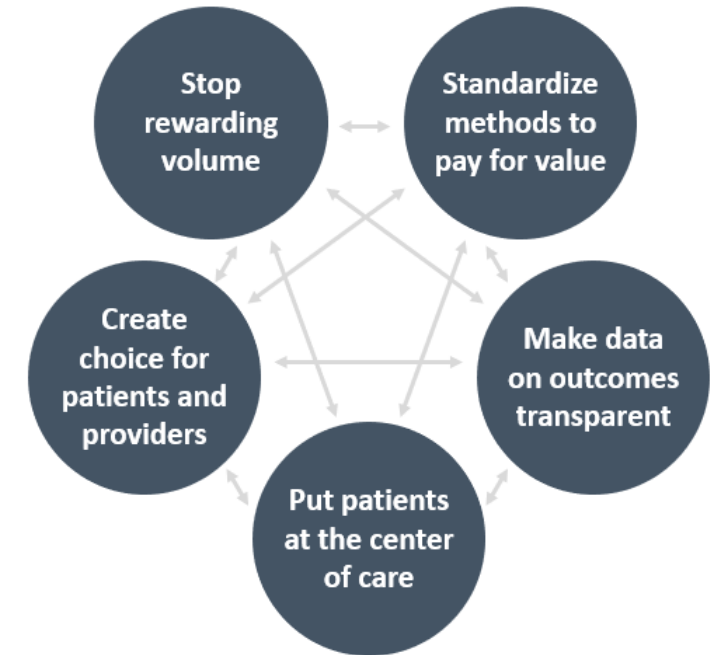 Stop
rewarding
volume
Standardize
methods to
pay for value
Create
choice for
patients and
providers
Make data
on outcomes
transparent
Put patients
at the center
of care